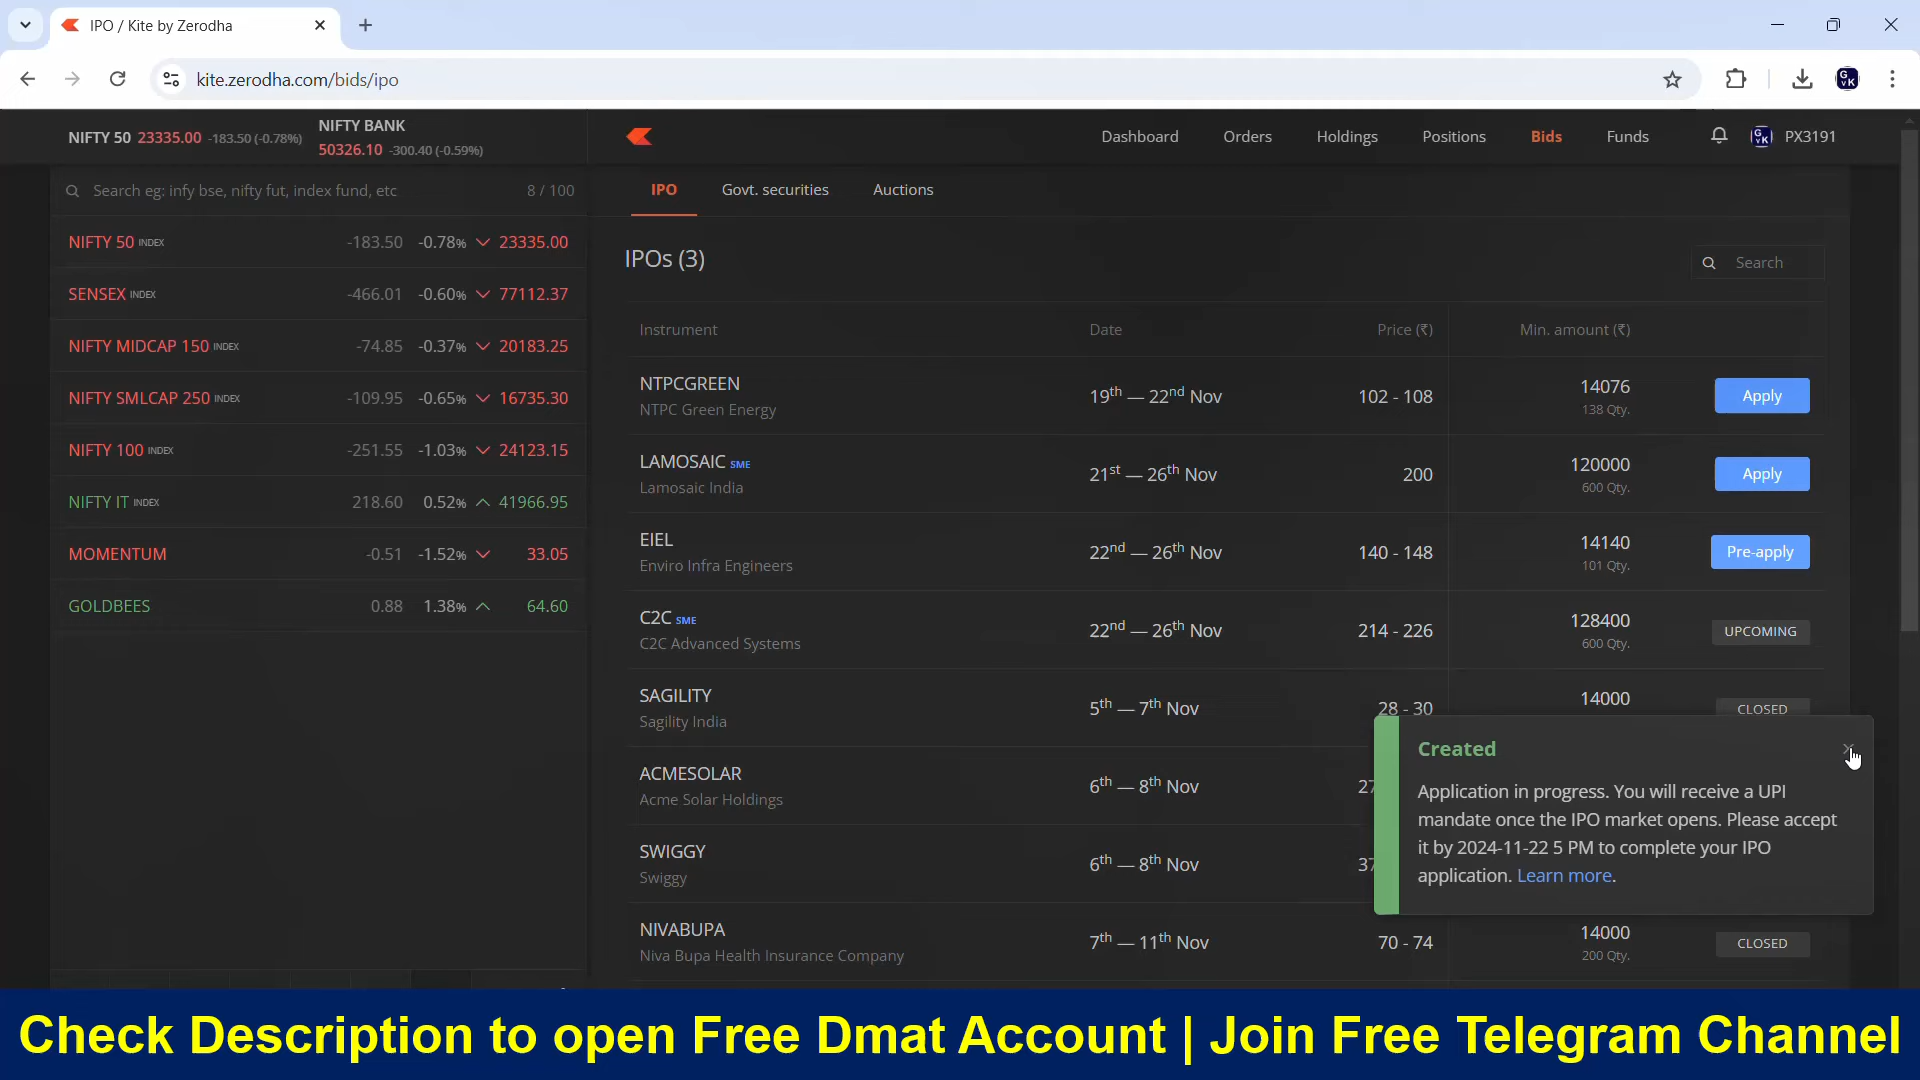 IPO / Kite by Zerodha
kite.zerodha.com/bids/ipo
NIFTY 50 23335.00 -183.50 (-0.78%)
NIFTY BANK
50326.10 -300.40 (-0.59%)
Dashboard Orders Holdings Positions Bids Funds PX3191
Search eg: infy bse, nifty fut, index fund, etc 8 / 100
NIFTY 50 INDEX -183.50 -0.78% 23335.00
SENSEX INDEX -466.01 -0.60% 77112.37
NIFTY MIDCAP 150 INDEX -74.85 -0.37% 20183.25
NIFTY SMLCAP 250 INDEX -109.95 -0.65% 16735.30
NIFTY 100 INDEX -251.55 -1.03% 24123.15
NIFTY IT INDEX 218.60 0.52% 41966.95
MOMENTUM -0.51 -1.52% 33.05
GOLDBEES 0.88 1.38% 64.60
IPO Govt. securities Auctions
IPOs (3) Search
Instrument Date Price (₹) Min. amount (₹)
NTPCGREEN 19th — 22nd Nov 102 - 108 14076 Apply
NTPC Green Energy 138 Qty.
LAMOSAIC SME 21st — 26th Nov 200 120000 Apply
Lamosaic India 600 Qty.
EIEL 22nd — 26th Nov 140 - 148 14140 Pre-apply
Enviro Infra Engineers 101 Qty.
C2C SME 22nd — 26th Nov 214 - 226 128400 UPCOMING
C2C Advanced Systems 600 Qty.
SAGILITY 5th — 7th Nov 28 - 30 14000 CLOSED
Sagility India
ACMESOLAR 6th — 8th Nov 27
Acme Solar Holdings
SWIGGY 6th — 8th Nov 37
Swiggy
NIVABUPA 7th — 11th Nov 70 - 74 14000 CLOSED
Niva Bupa Health Insurance Company 200 Qty.
Created
Application in progress. You will receive a UPI
mandate once the IPO market opens. Please accept
it by 2024-11-22 5 PM to complete your IPO
application. Learn more.
Check Description to open Free Dmat Account | Join Free Telegram Channel